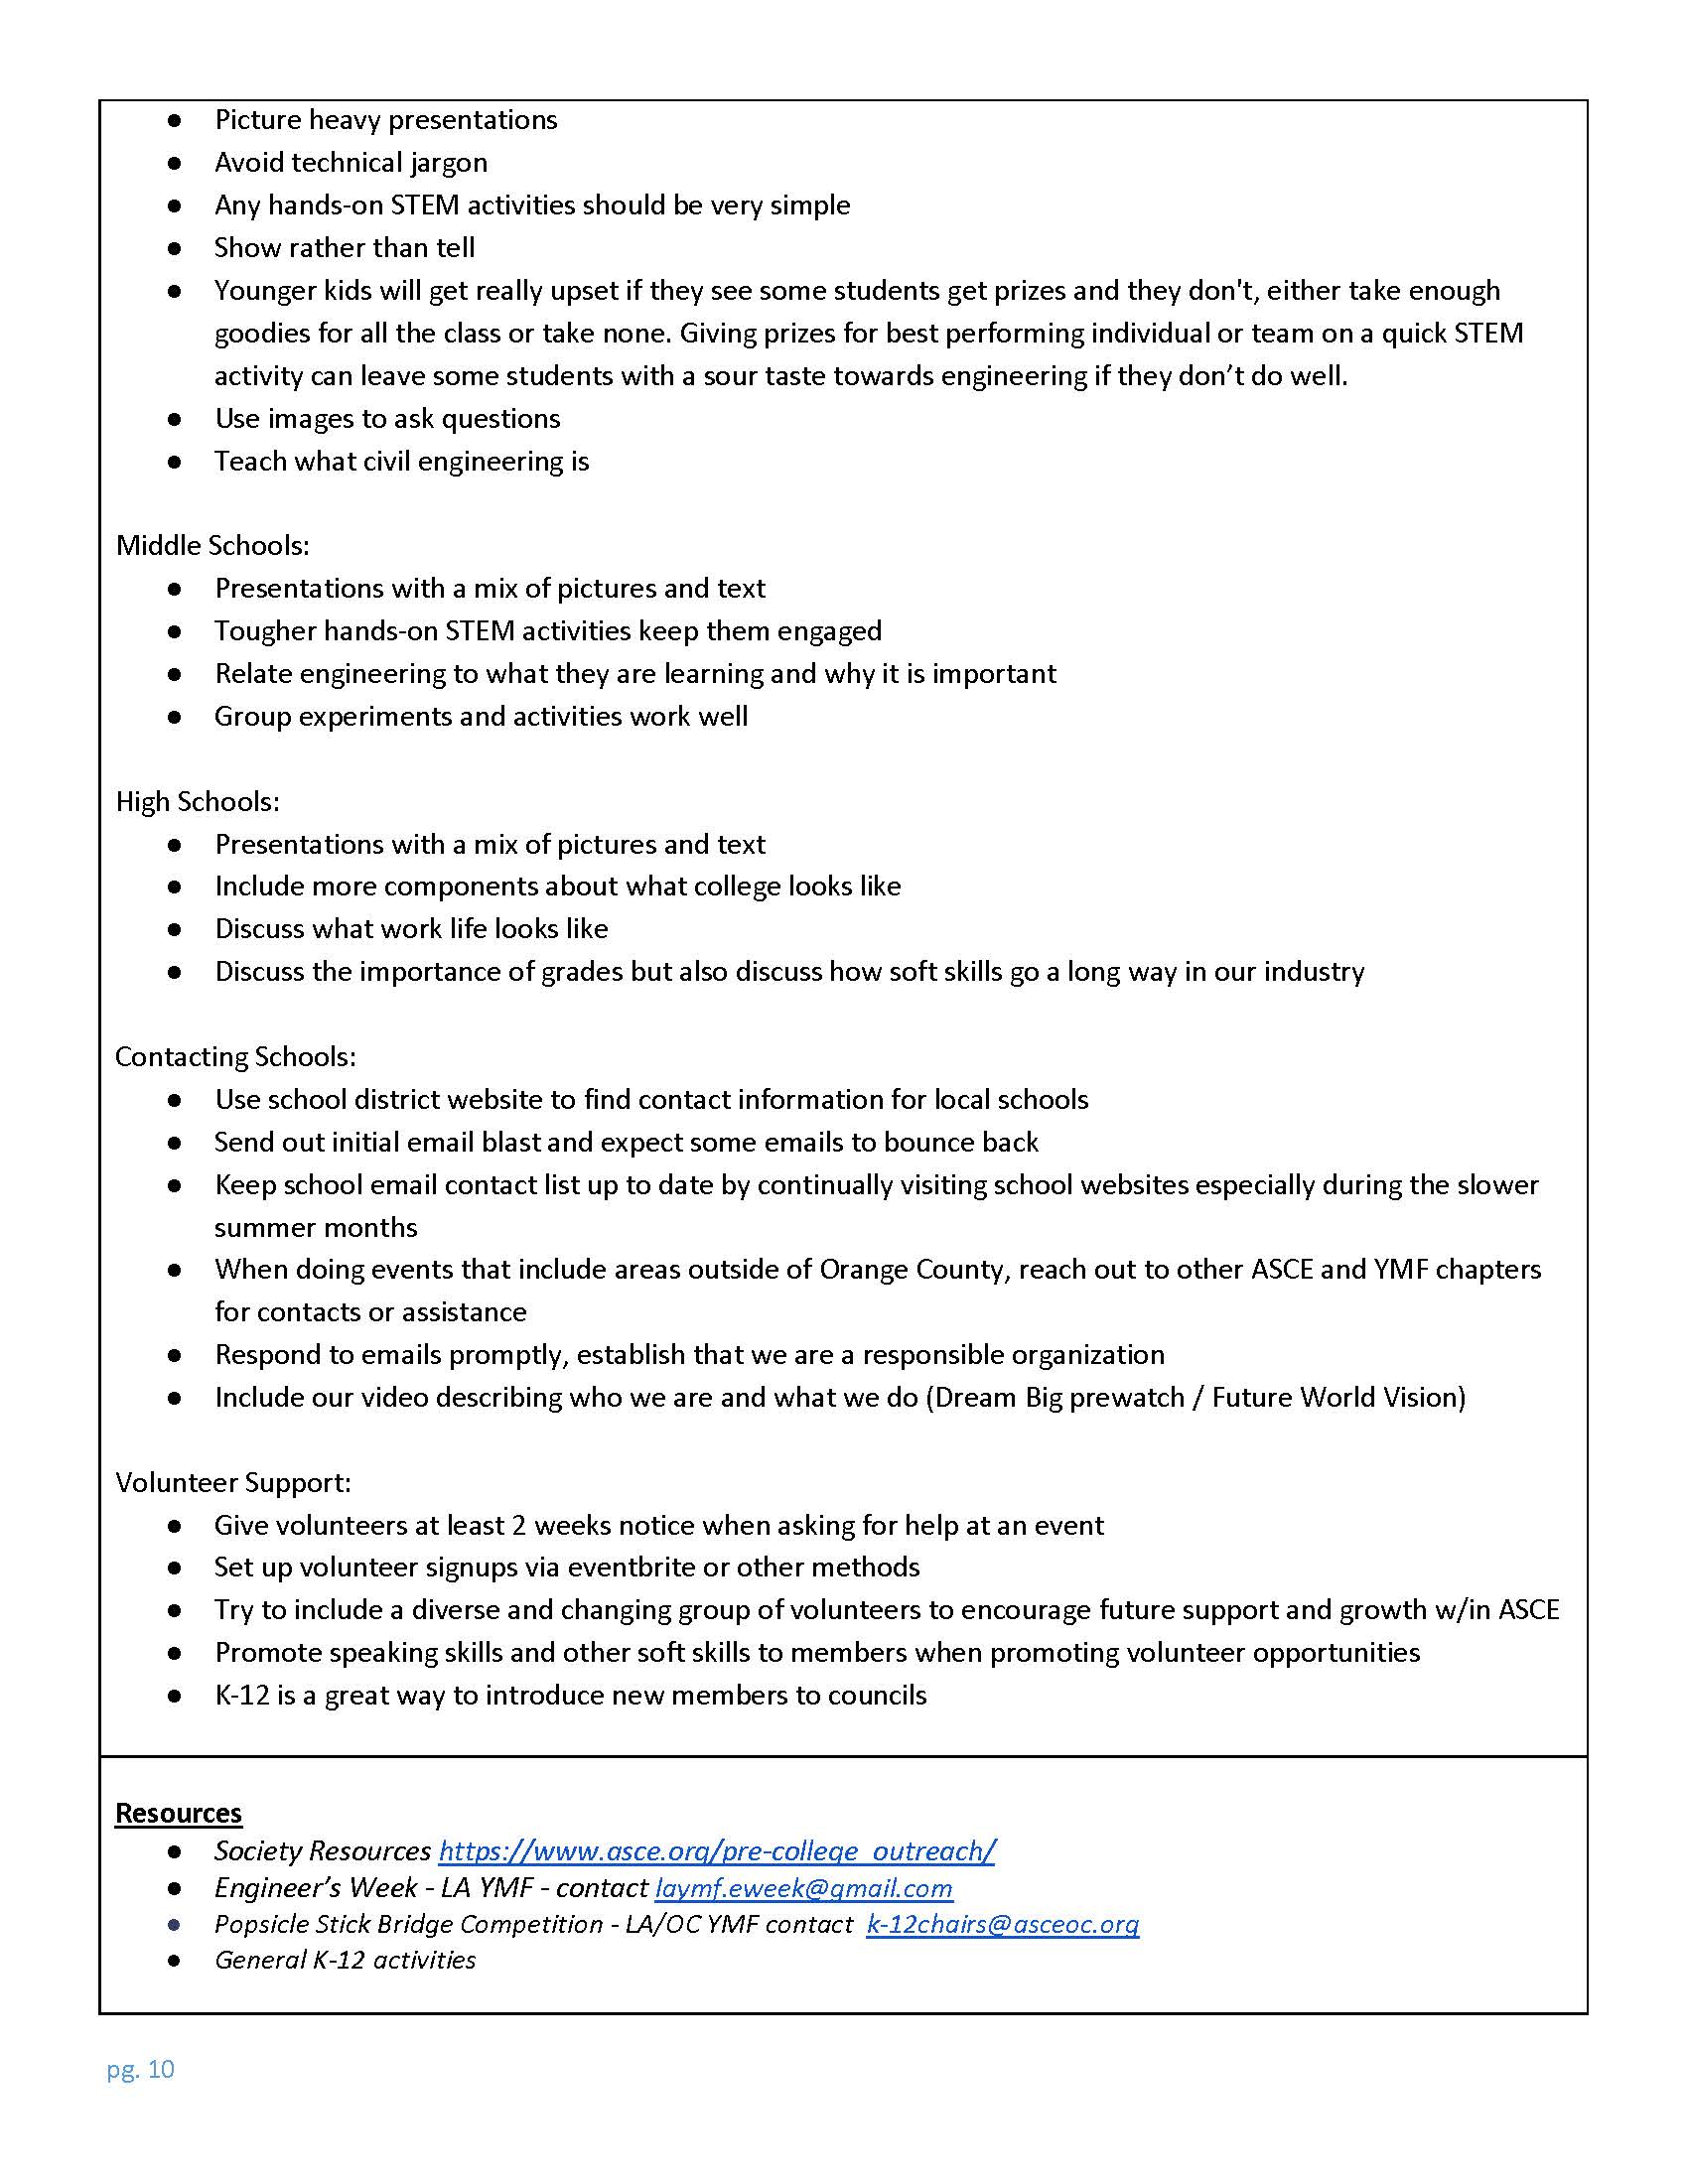 ● Picture heavy presentations
● Avoid technical jargon
● Any hands-on STEM activities should be very simple
● Show rather than tell
● Younger kids will get really upset if they see some students get prizes and they don't, either take enough
goodies for all the class or take none. Giving prizes for best performing individual or team on a quick STEM
activity can leave some students with a sour taste towards engineering if they don’t do well.
● Use images to ask questions
● Teach what civil engineering is
Middle Schools:
● Presentations with a mix of pictures and text
● Tougher hands-on STEM activities keep them engaged
● Relate engineering to what they are learning and why it is important
● Group experiments and activities work well
High Schools:
● Presentations with a mix of pictures and text
● Include more components about what college looks like
● Discuss what work life looks like
● Discuss the importance of grades but also discuss how soft skills go a long way in our industry
Contacting Schools:
● Use school district website to find contact information for local schools
● Send out initial email blast and expect some emails to bounce back
● Keep school email contact list up to date by continually visiting school websites especially during the slower
summer months
● When doing events that include areas outside of Orange County, reach out to other ASCE and YMF chapters
for contacts or assistance
● Respond to emails promptly, establish that we are a responsible organization
● Include our video describing who we are and what we do (Dream Big prewatch / Future World Vision)
Volunteer Support:
● Give volunteers at least 2 weeks notice when asking for help at an event
● Set up volunteer signups via eventbrite or other methods
● Try to include a diverse and changing group of volunteers to encourage future support and growth w/in ASCE
● Promote speaking skills and other soft skills to members when promoting volunteer opportunities
● K-12 is a great way to introduce new members to councils
Resources
● Society Resources https://www.asce.org/pre-college_outreach/
● Engineer’s Week - LA YMF - contact laymf.eweek@gmail.com
● Popsicle Stick Bridge Competition - LA/OC YMF contact k-12chairs@asceoc.org
● General K-12 activities
pg. 10